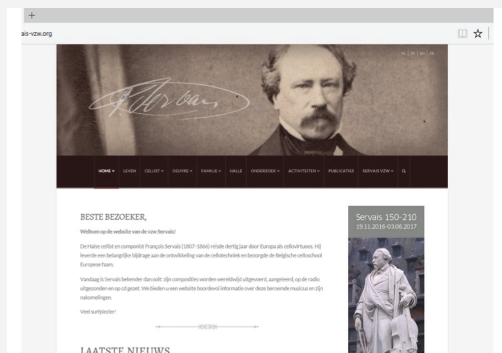 +
ais-vzw.org
NL | FR | EN | DE
F. Servais
HOME LEVEN CELLIST OEUVRE FAMILIE HALLE ONDERZOEK ACTIVITEITEN PUBLICATIES SERVAIS VZW
BESTE BEZOEKER,
Welkom op de website van de vzw Servais!
De Halse cellist en componist François Servais (1807-1866) reisde dertig jaar door Europa als cellovirtuoos. Hij
leverde een belangrijke bijdrage aan de ontwikkeling van de cellotechniek en bezorgde de Belgische celloschool
Europese faam.
Vandaag is Servais bekender dan ooit: zijn composities worden wereldwijd uitgevoerd, aangeleerd, op de radio
uitgezonden en op cd gezet. We bieden u een website boordevol informatie over deze beroemde musicus en zijn
nakomelingen.
Veel surfplezier!
LAATSTE NIEUWS
Servais 150-210
19.11.2016-03.06.2017